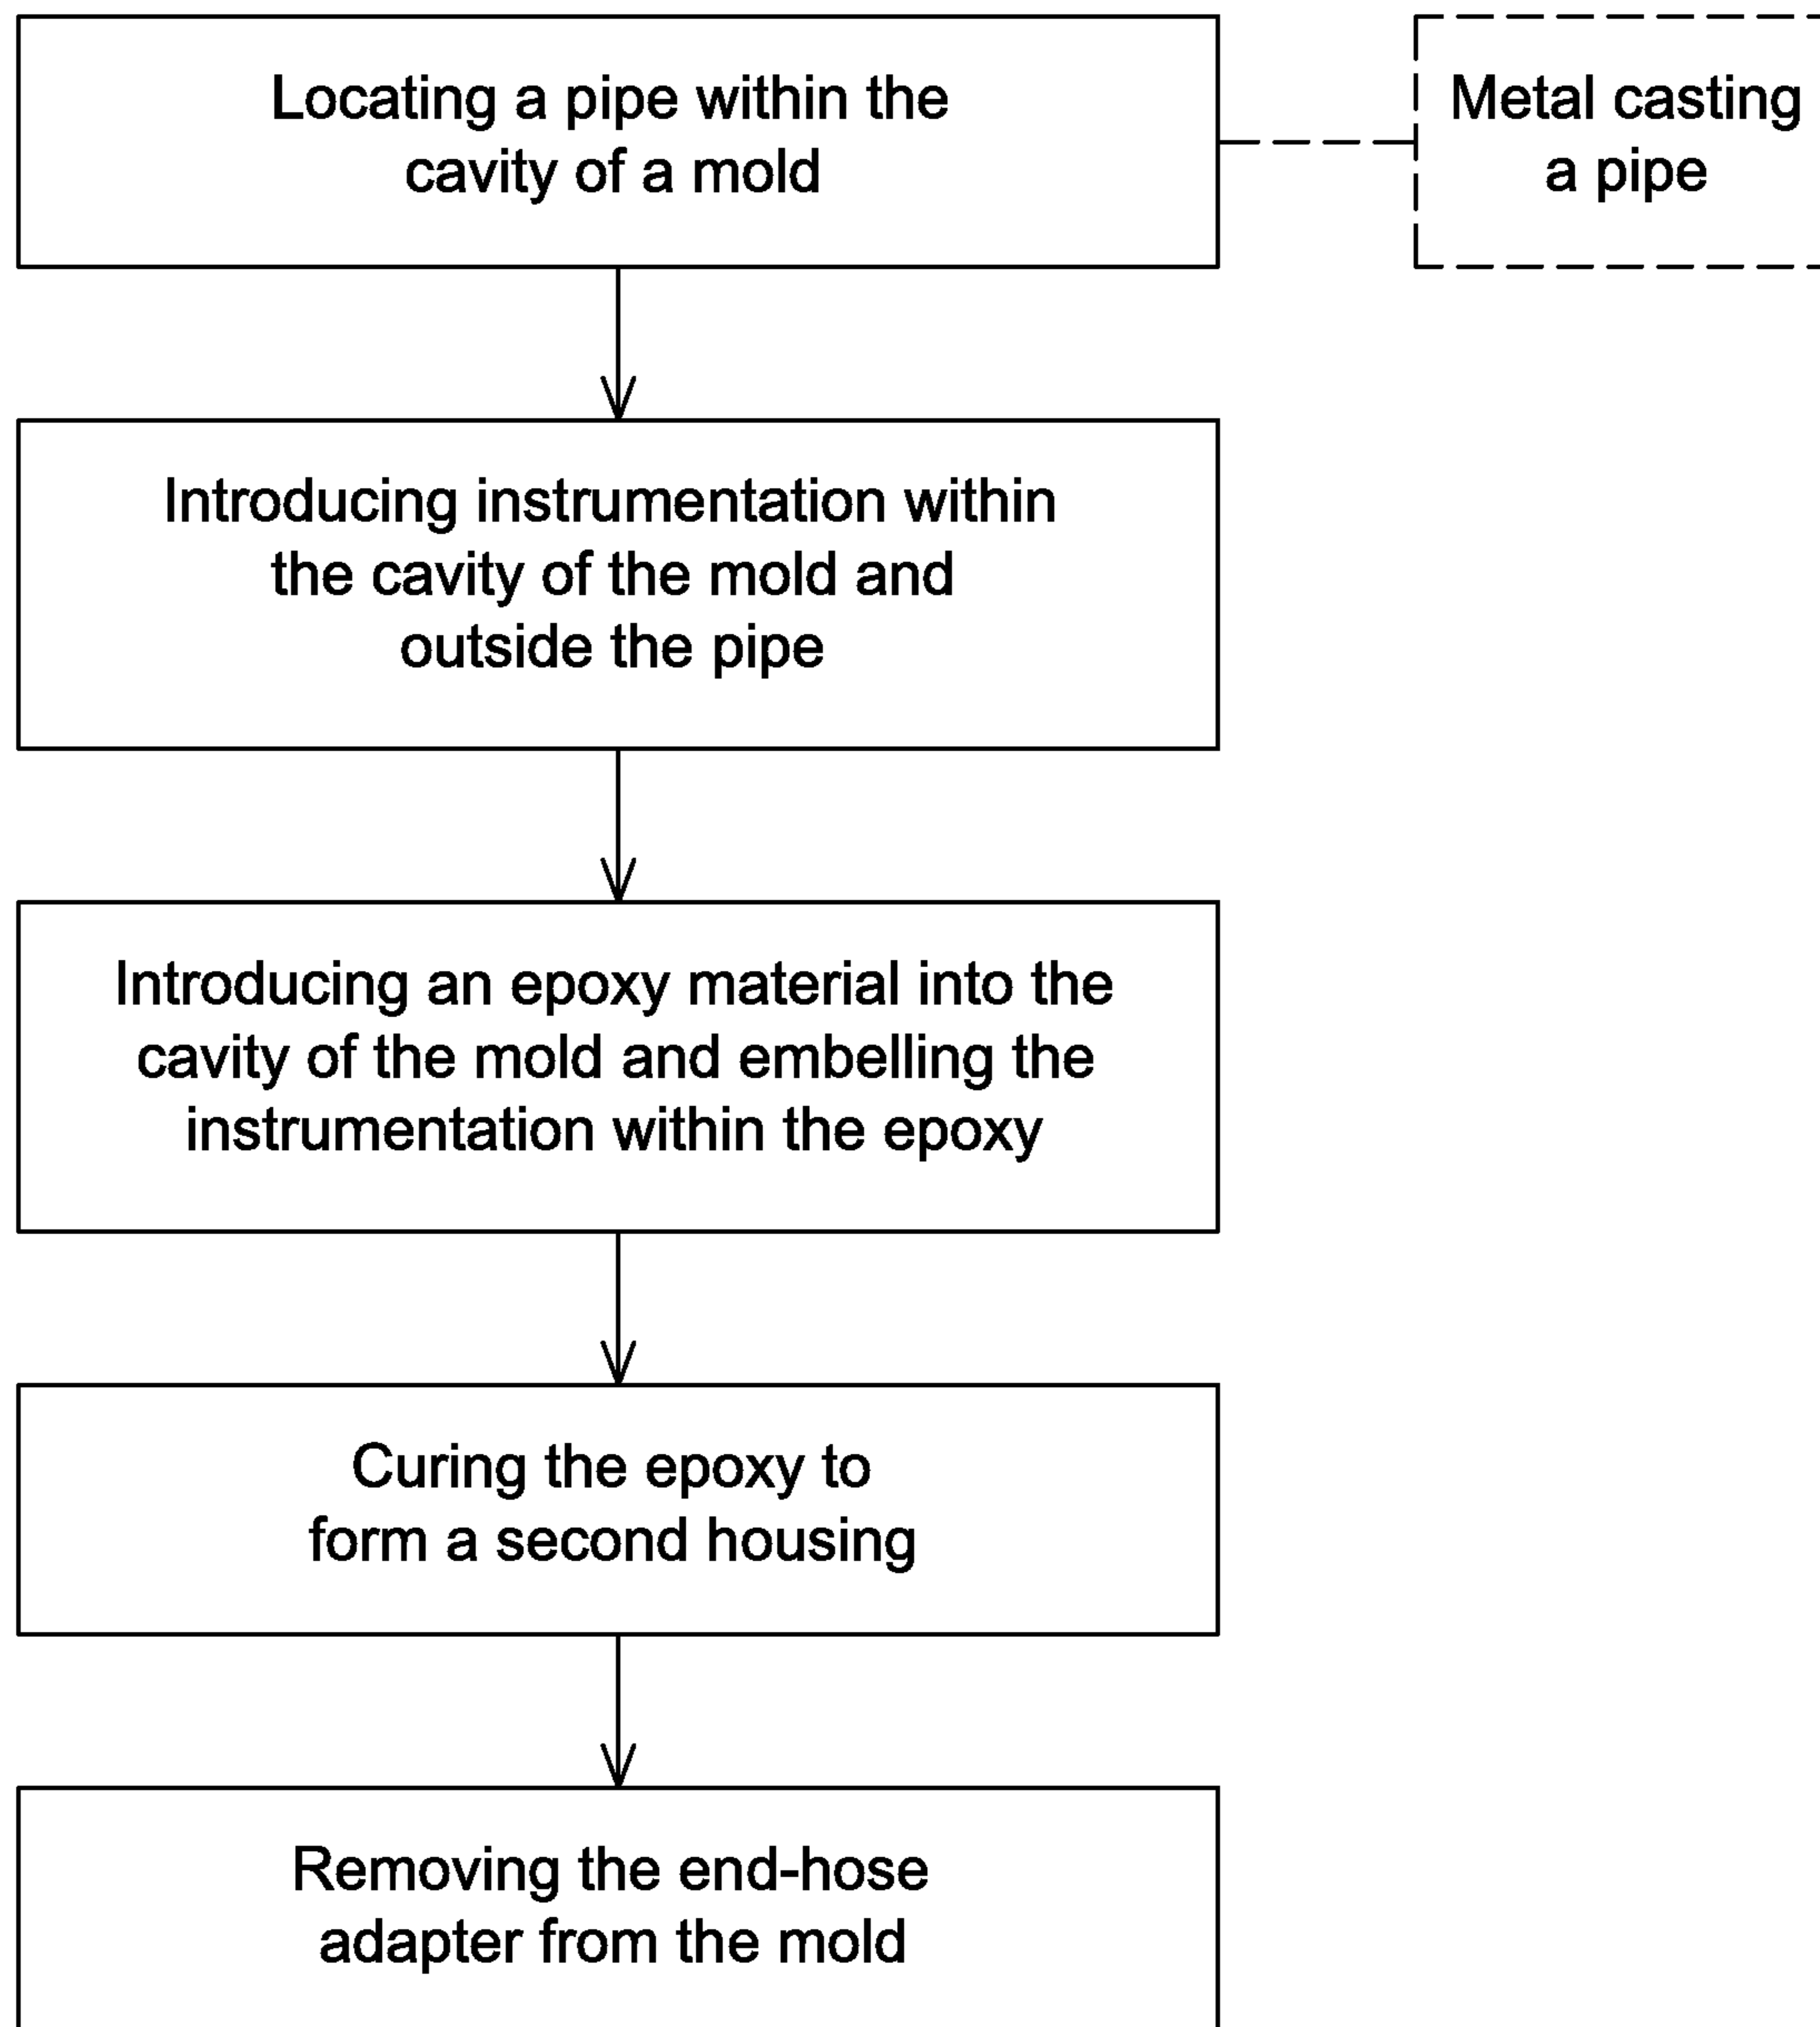 Locating a pipe within the
cavity of a mold
Metal casting
a pipe
Introducing instrumentation within
the cavity of the mold and
outside the pipe
Introducing an epoxy material into the
cavity of the mold and embelling the
instrumentation within the epoxy
Curing the epoxy to
form a second housing
Removing the end-hose
adapter from the mold